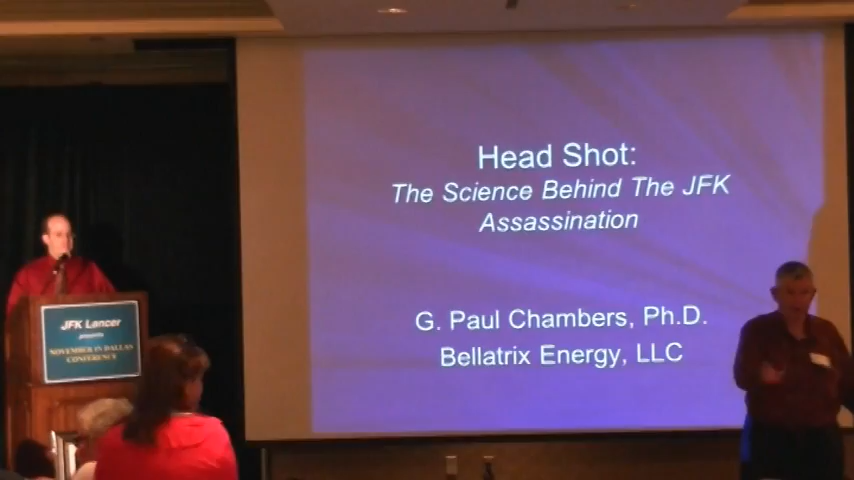 Head Shot:
The Science Behind The JFK
Assassination
G. Paul Chambers, Ph.D.
Bellatrix Energy, LLC
JFK Lancer
presents
NOVEMBER IN DALLAS
CONFERENCE